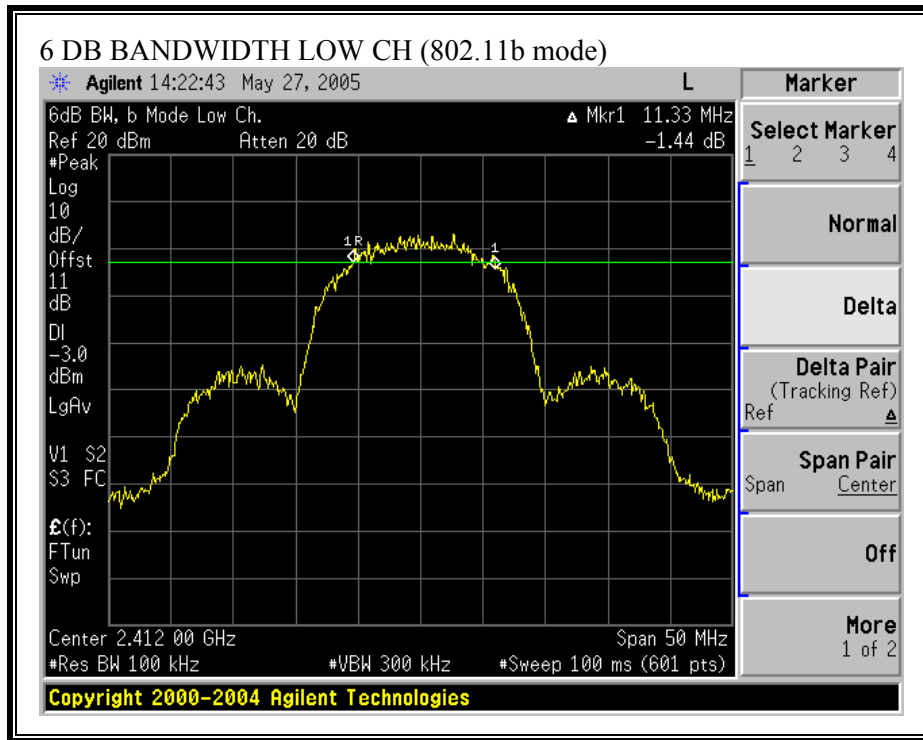 6 DB BANDWIDTH LOW CH (802.11b mode)
Agilent 14:22:43 May 27, 2005 L
6dB BW, b Mode Low Ch. Δ Mkr1 11.33 MHz
Ref 20 dBm Atten 20 dB -1.44 dB
#Peak
Log
10
dB/
Offst
11
dB
DI
-3.0
dBm
LgAv
V1 S2
S3 FC
£(f):
FTun
Swp
1R
1
Center 2.412 00 GHz Span 50 MHz
#Res BW 100 kHz #VBW 300 kHz #Sweep 100 ms (601 pts)
Marker
Select Marker
1 2 3 4
Normal
Delta
Delta Pair
(Tracking Ref)
Ref Δ
Span Pair
Span Center
Off
More
1 of 2
Copyright 2000-2004 Agilent Technologies